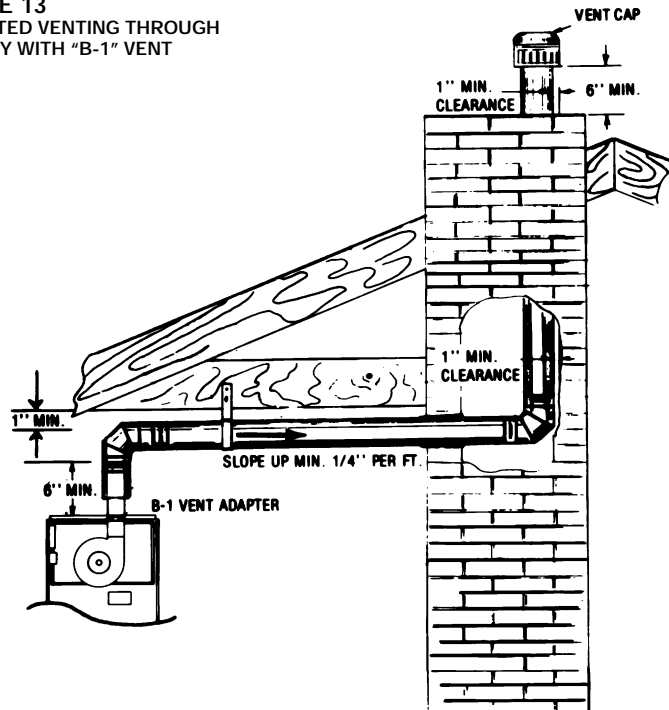 E 13
TED VENTING THROUGH
Y WITH “B-1” VENT
VENT CAP
1'' MIN.
CLEARANCE
6'' MIN.
1'' MIN.
CLEARANCE
1'' MIN.
SLOPE UP MIN. 1/4'' PER FT.
6'' MIN.
B-1 VENT ADAPTER